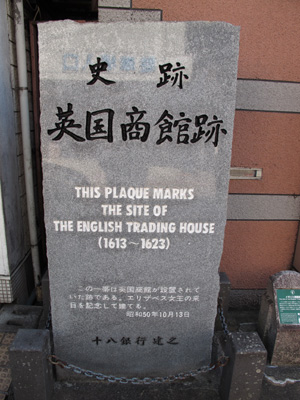 史跡
英国商館跡
THIS PLAQUE MARKS
THE SITE OF
THE ENGLISH TRADING HOUSE
(1613~1623)
この一帯は英国商館が設置されて
いた跡である。エリザベス女王の来
日を記念して建てる。
昭和50年10月13日
十八銀行 建之